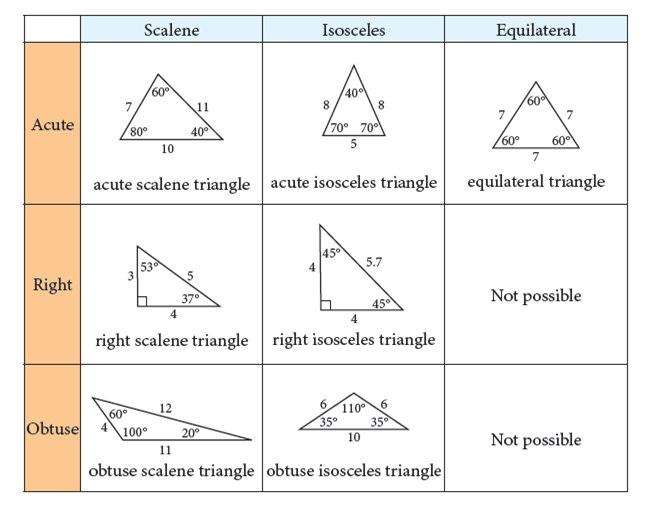 Scalene Isosceles Equilateral
Acute
60°
7 11
80° 40°
10
acute scalene triangle
40°
8 8
70° 70°
5
acute isosceles triangle
60°
7 7
60° 60°
7
equilateral triangle
Right
53°
3 5
37°
4
right scalene triangle
45°
4 5.7
45°
4
right isosceles triangle
Not possible
Obtuse
60° 12
4 100° 20°
11
obtuse scalene triangle
6 110° 6
35° 35°
10
obtuse isosceles triangle
Not possible